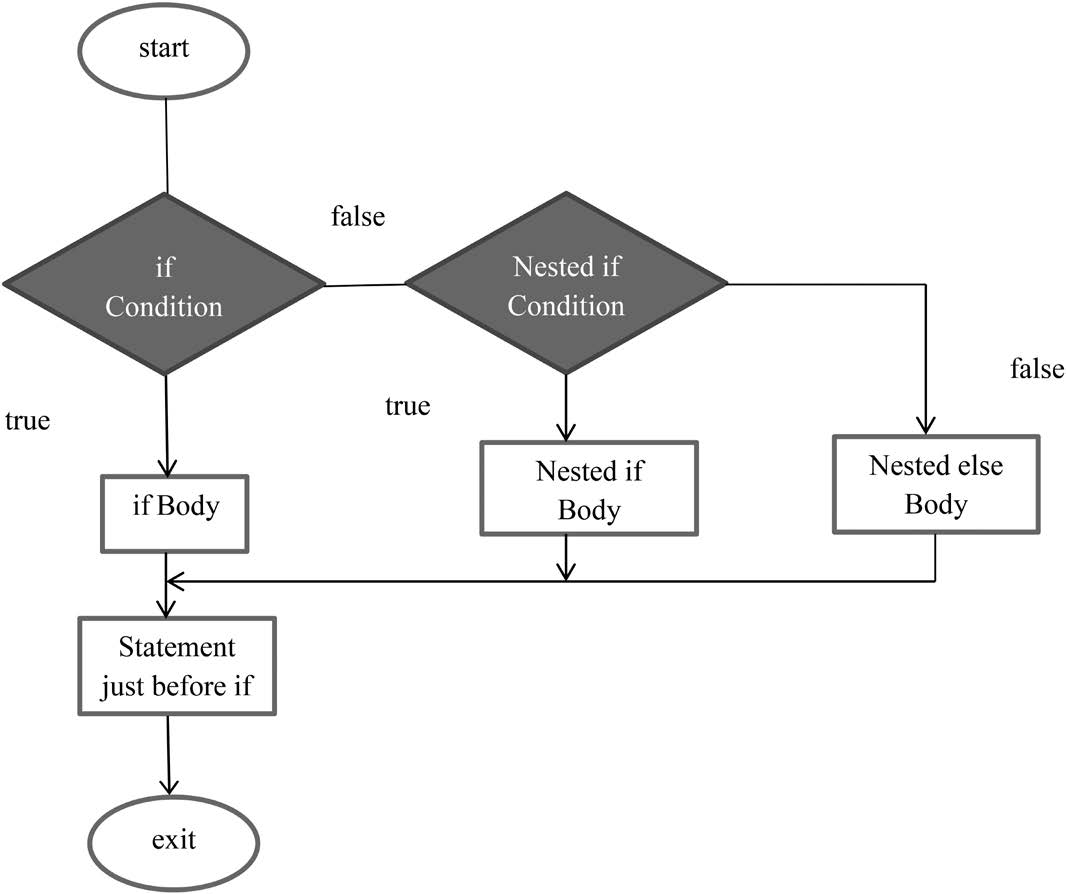 start
false
if
Condition
Nested if
Condition
false
true
true
if Body
Nested if
Body
Nested else
Body
Statement
just before if
exit